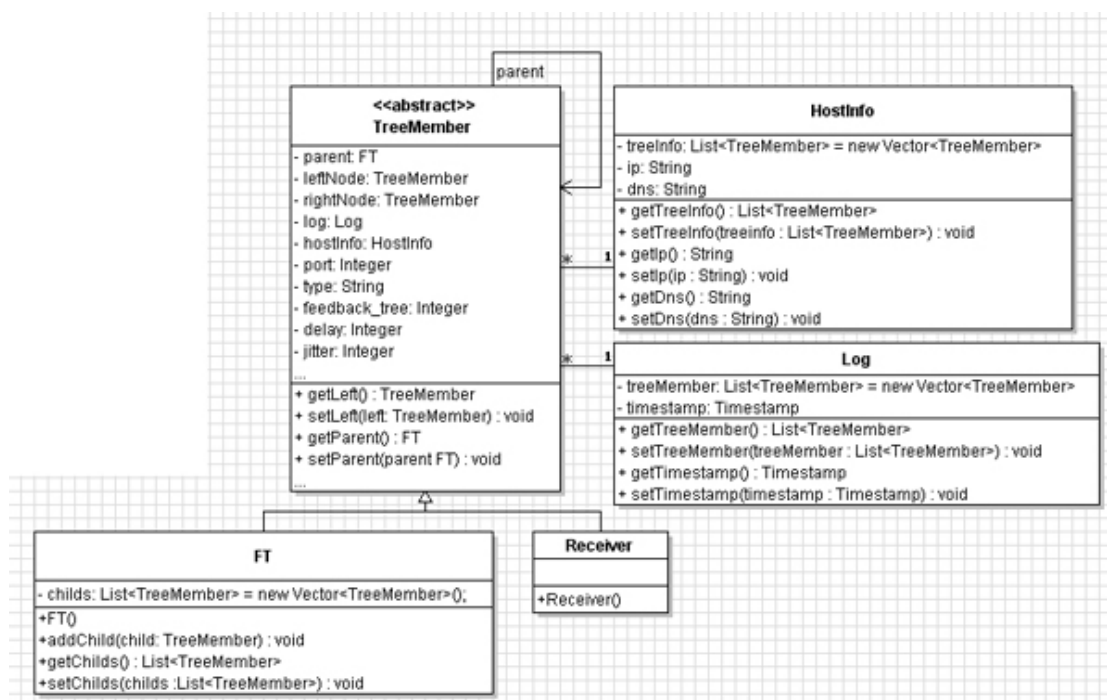 parent
<<abstract>>
TreeMember
- parent: FT
- leftNode: TreeMember
- rightNode: TreeMember
- log: Log
- hostInfo: HostInfo
- port: Integer
- type: String
- feedback_tree: Integer
- delay: Integer
- jitter: Integer
...
+ getLeft() : TreeMember
+ setLeft(left: TreeMember) : void
+ getParent() : FT
+ setParent(parent FT) : void
...
HostInfo
- treeInfo: List<TreeMember> = new Vector<TreeMember>
- ip: String
- dns: String
+ getTreeInfo() : List<TreeMember>
+ setTreeInfo(treeinfo : List<TreeMember>) : void
+ getIp() : String
+ setIp(ip : String) : void
+ getDns() : String
+ setDns(dns : String) : void
* 1
* 1
Log
- treeMember: List<TreeMember> = new Vector<TreeMember>
- timestamp: Timestamp
+ getTreeMember() : List<TreeMember>
+ setTreeMember(treeMember : List<TreeMember>) : void
+ getTimestamp() : Timestamp
+ setTimestamp(timestamp : Timestamp) : void
FT
- childs: List<TreeMember> = new Vector<TreeMember>();
+FT()
+addChild(child: TreeMember) : void
+getChilds() : List<TreeMember>
+setChilds(childs :List<TreeMember>) : void
Receiver
+Receiver()